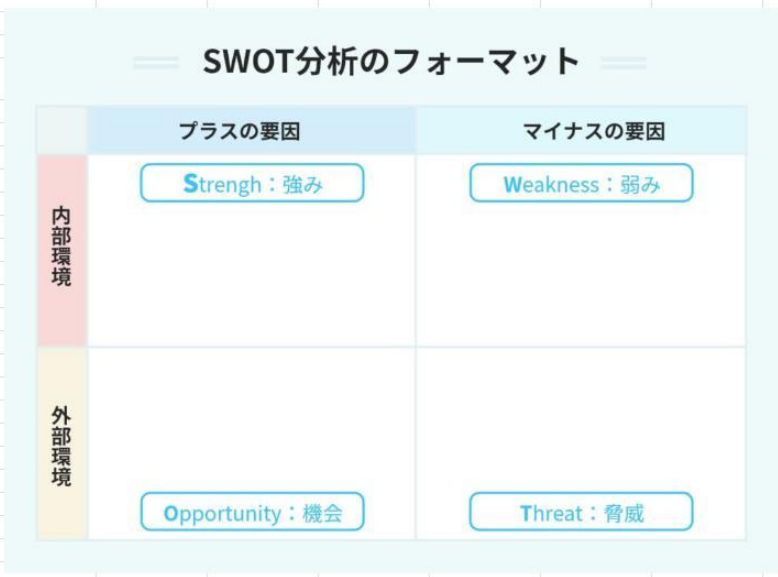 SWOT分析のフォーマット
プラスの要因
マイナスの要因
内部環境
Strengh：強み
Weakness：弱み
外部環境
Opportunity：機会
Threat：脅威